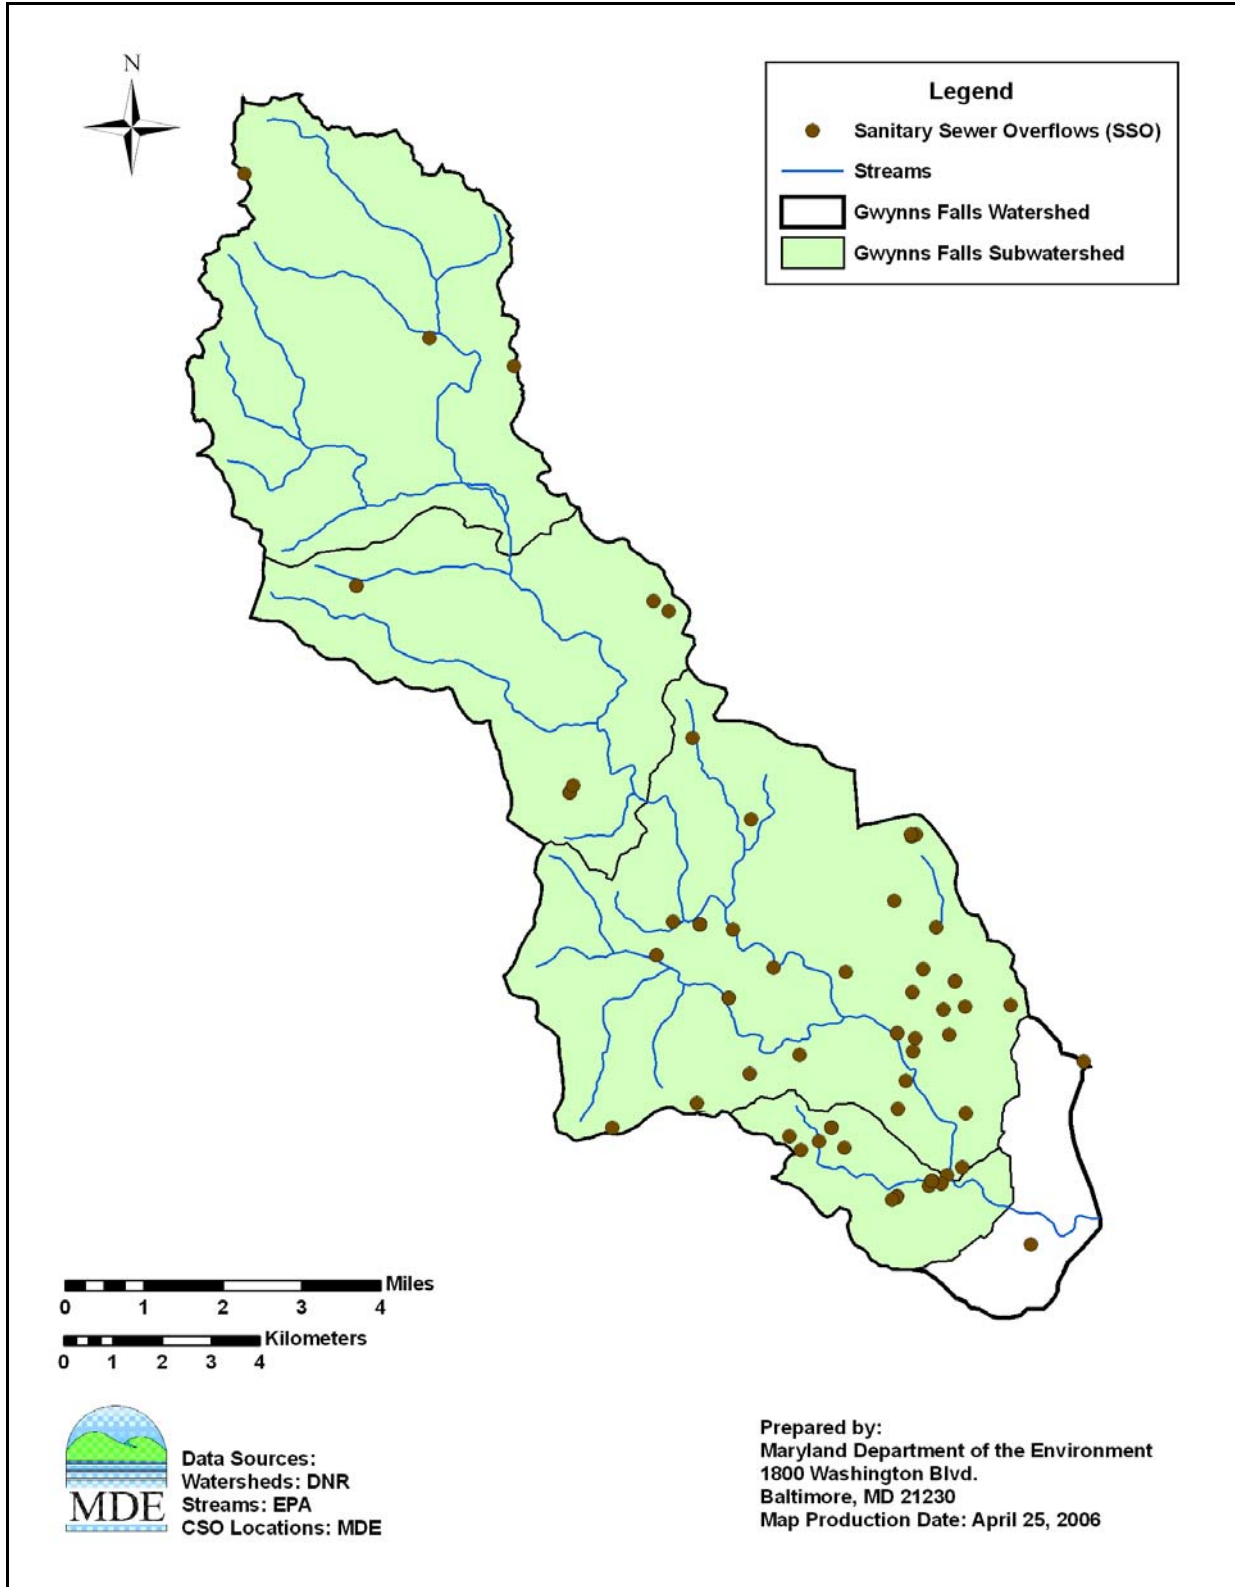 N
Legend
Sanitary Sewer Overflows (SSO)
Streams
Gwynns Falls Watershed
Gwynns Falls Subwatershed
Miles
0 1 2 3 4
Kilometers
0 1 2 3 4
MDE
Data Sources:
Watersheds: DNR
Streams: EPA
CSO Locations: MDE
Prepared by:
Maryland Department of the Environment
1800 Washington Blvd.
Baltimore, MD 21230
Map Production Date: April 25, 2006